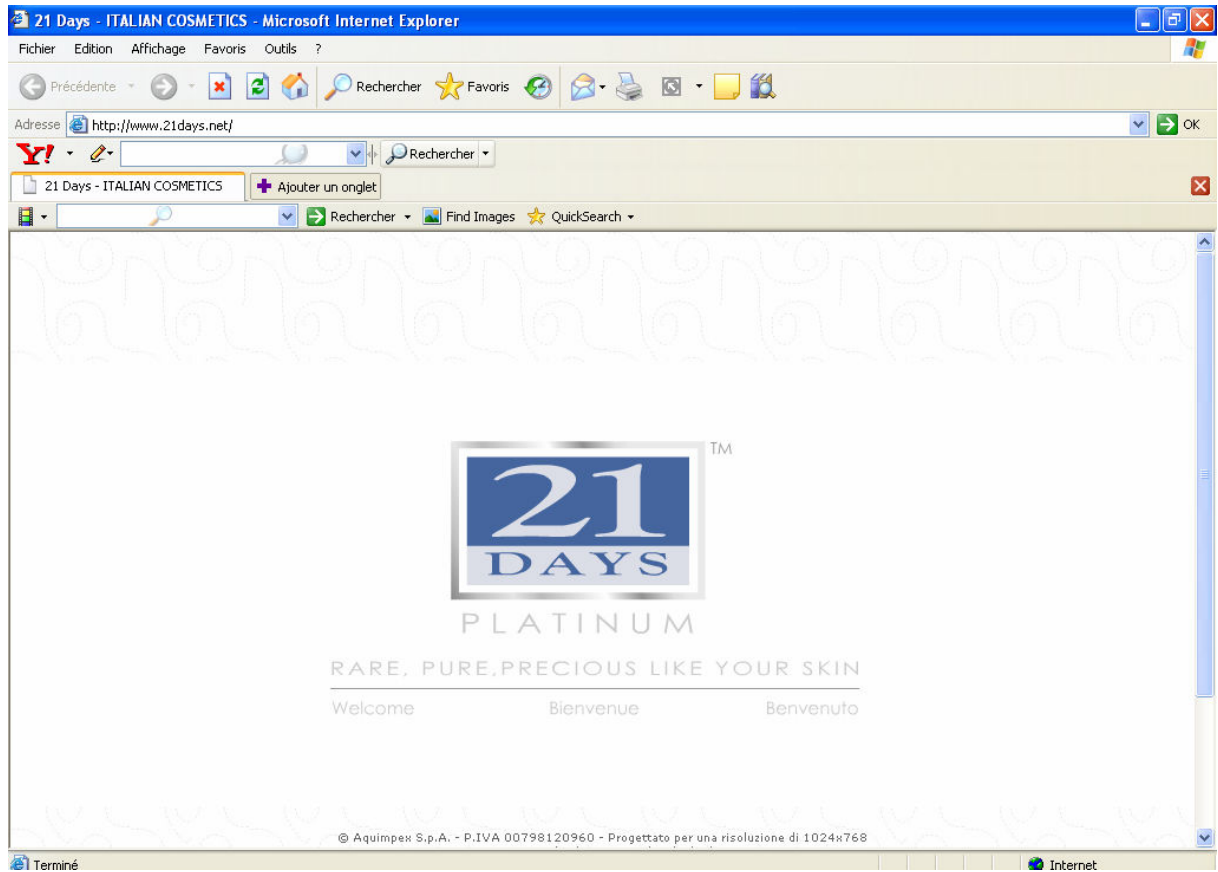 21 Days - ITALIAN COSMETICS - Microsoft Internet Explorer
Fichier Edition Affichage Favoris Outils ?
Précédente Rechercher Favoris
Adresse http://www.21days.net/ OK
Y! Rechercher
21 Days - ITALIAN COSMETICS Ajouter un onglet
Rechercher Find Images QuickSearch
TM
21
DAYS
PLATINUM
RARE, PURE,PRECIOUS LIKE YOUR SKIN
Welcome Bienvenue Benvenuto
© Aquimpex S.p.A. - P.IVA 00798120960 - Progettato per una risoluzione di 1024x768
Terminé Internet